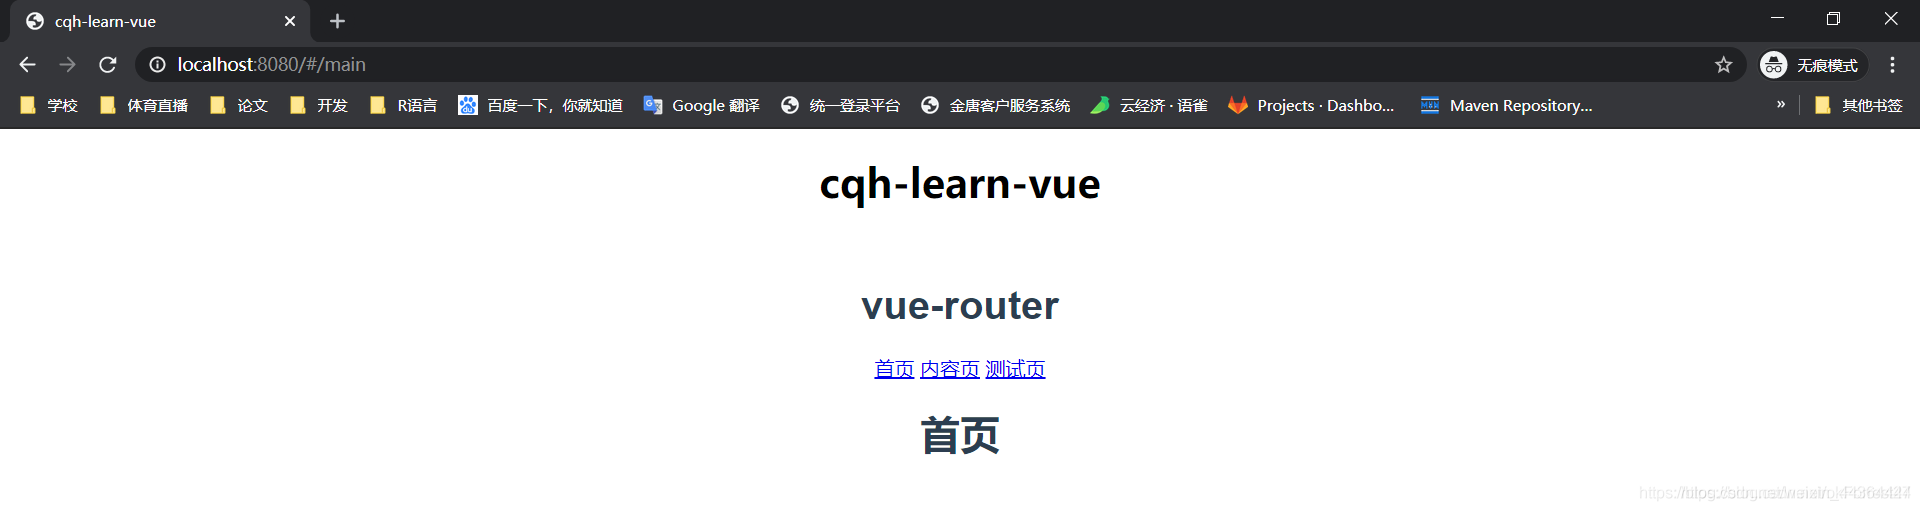 cqh-learn-vue
localhost:8080/#/main
无痕模式
学校 体育直播 论文 开发 R语言 百度一下，你就知道 Google 翻译 统一登录平台 金唐客户服务系统 云经济 · 语雀 Projects · Dashbo... Maven Repository... » 其他书签
cqh-learn-vue
vue-router
首页 内容页 测试页
首页